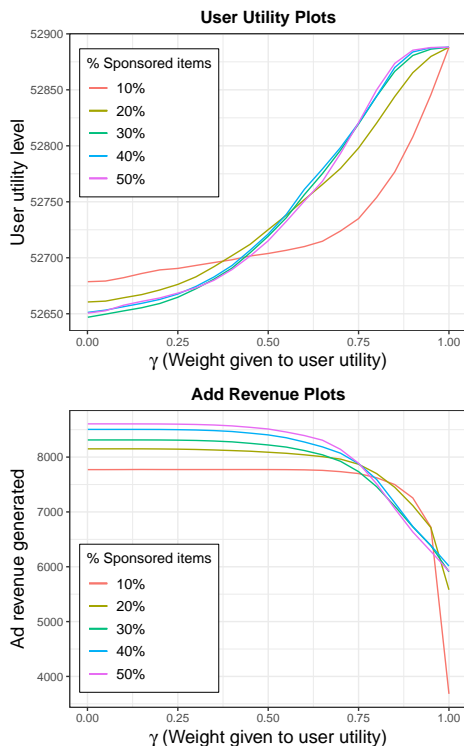 User Utility Plots
52900
52850
52800
52750
52700
52650
User utility level
% Sponsored items
10%
20%
30%
40%
50%
0.00 0.25 0.50 0.75 1.00
γ (Weight given to user utility)
Add Revenue Plots
8000
7000
6000
5000
4000
Ad revenue generated
% Sponsored items
10%
20%
30%
40%
50%
0.00 0.25 0.50 0.75 1.00
γ (Weight given to user utility)